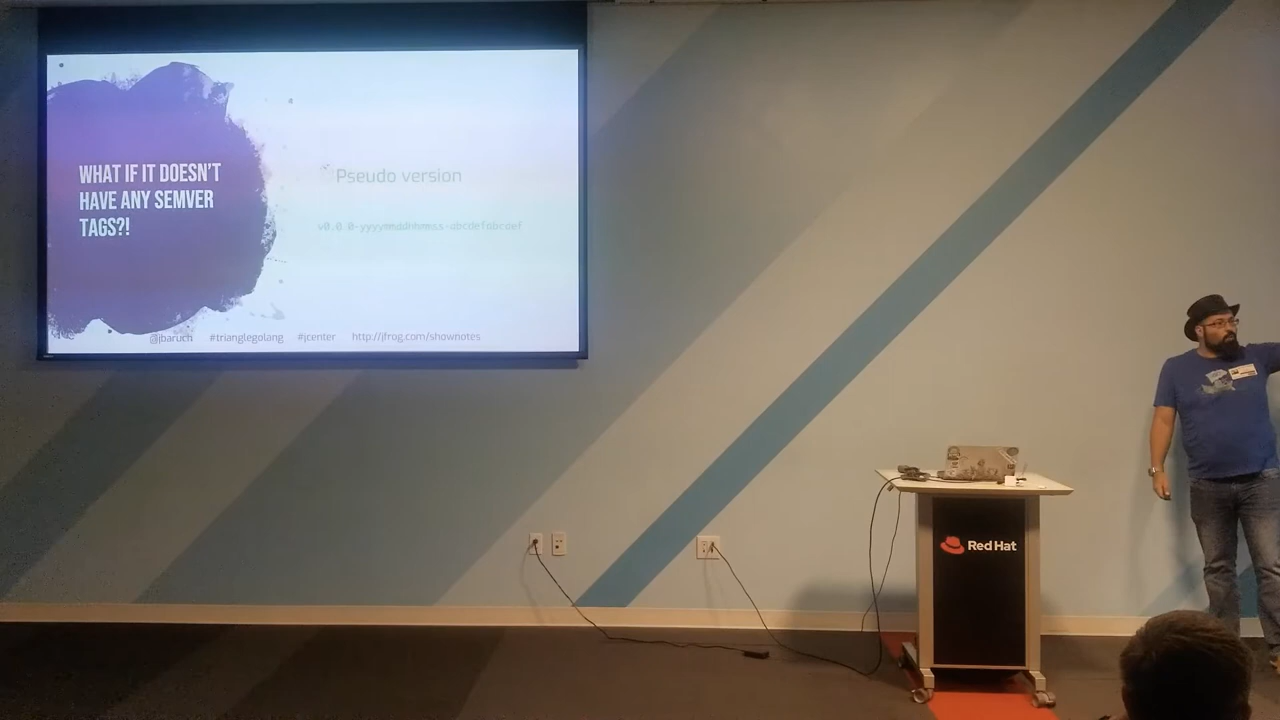 WHAT IF IT DOESN'T
HAVE ANY SEMVER
TAGS?!
Pseudo version
v0.0.0-yyyymmddhhmmss-abcdefabcdef
@jbaruch #trianglegolang #jcenter http://jfrog.com/shownotes
Red Hat